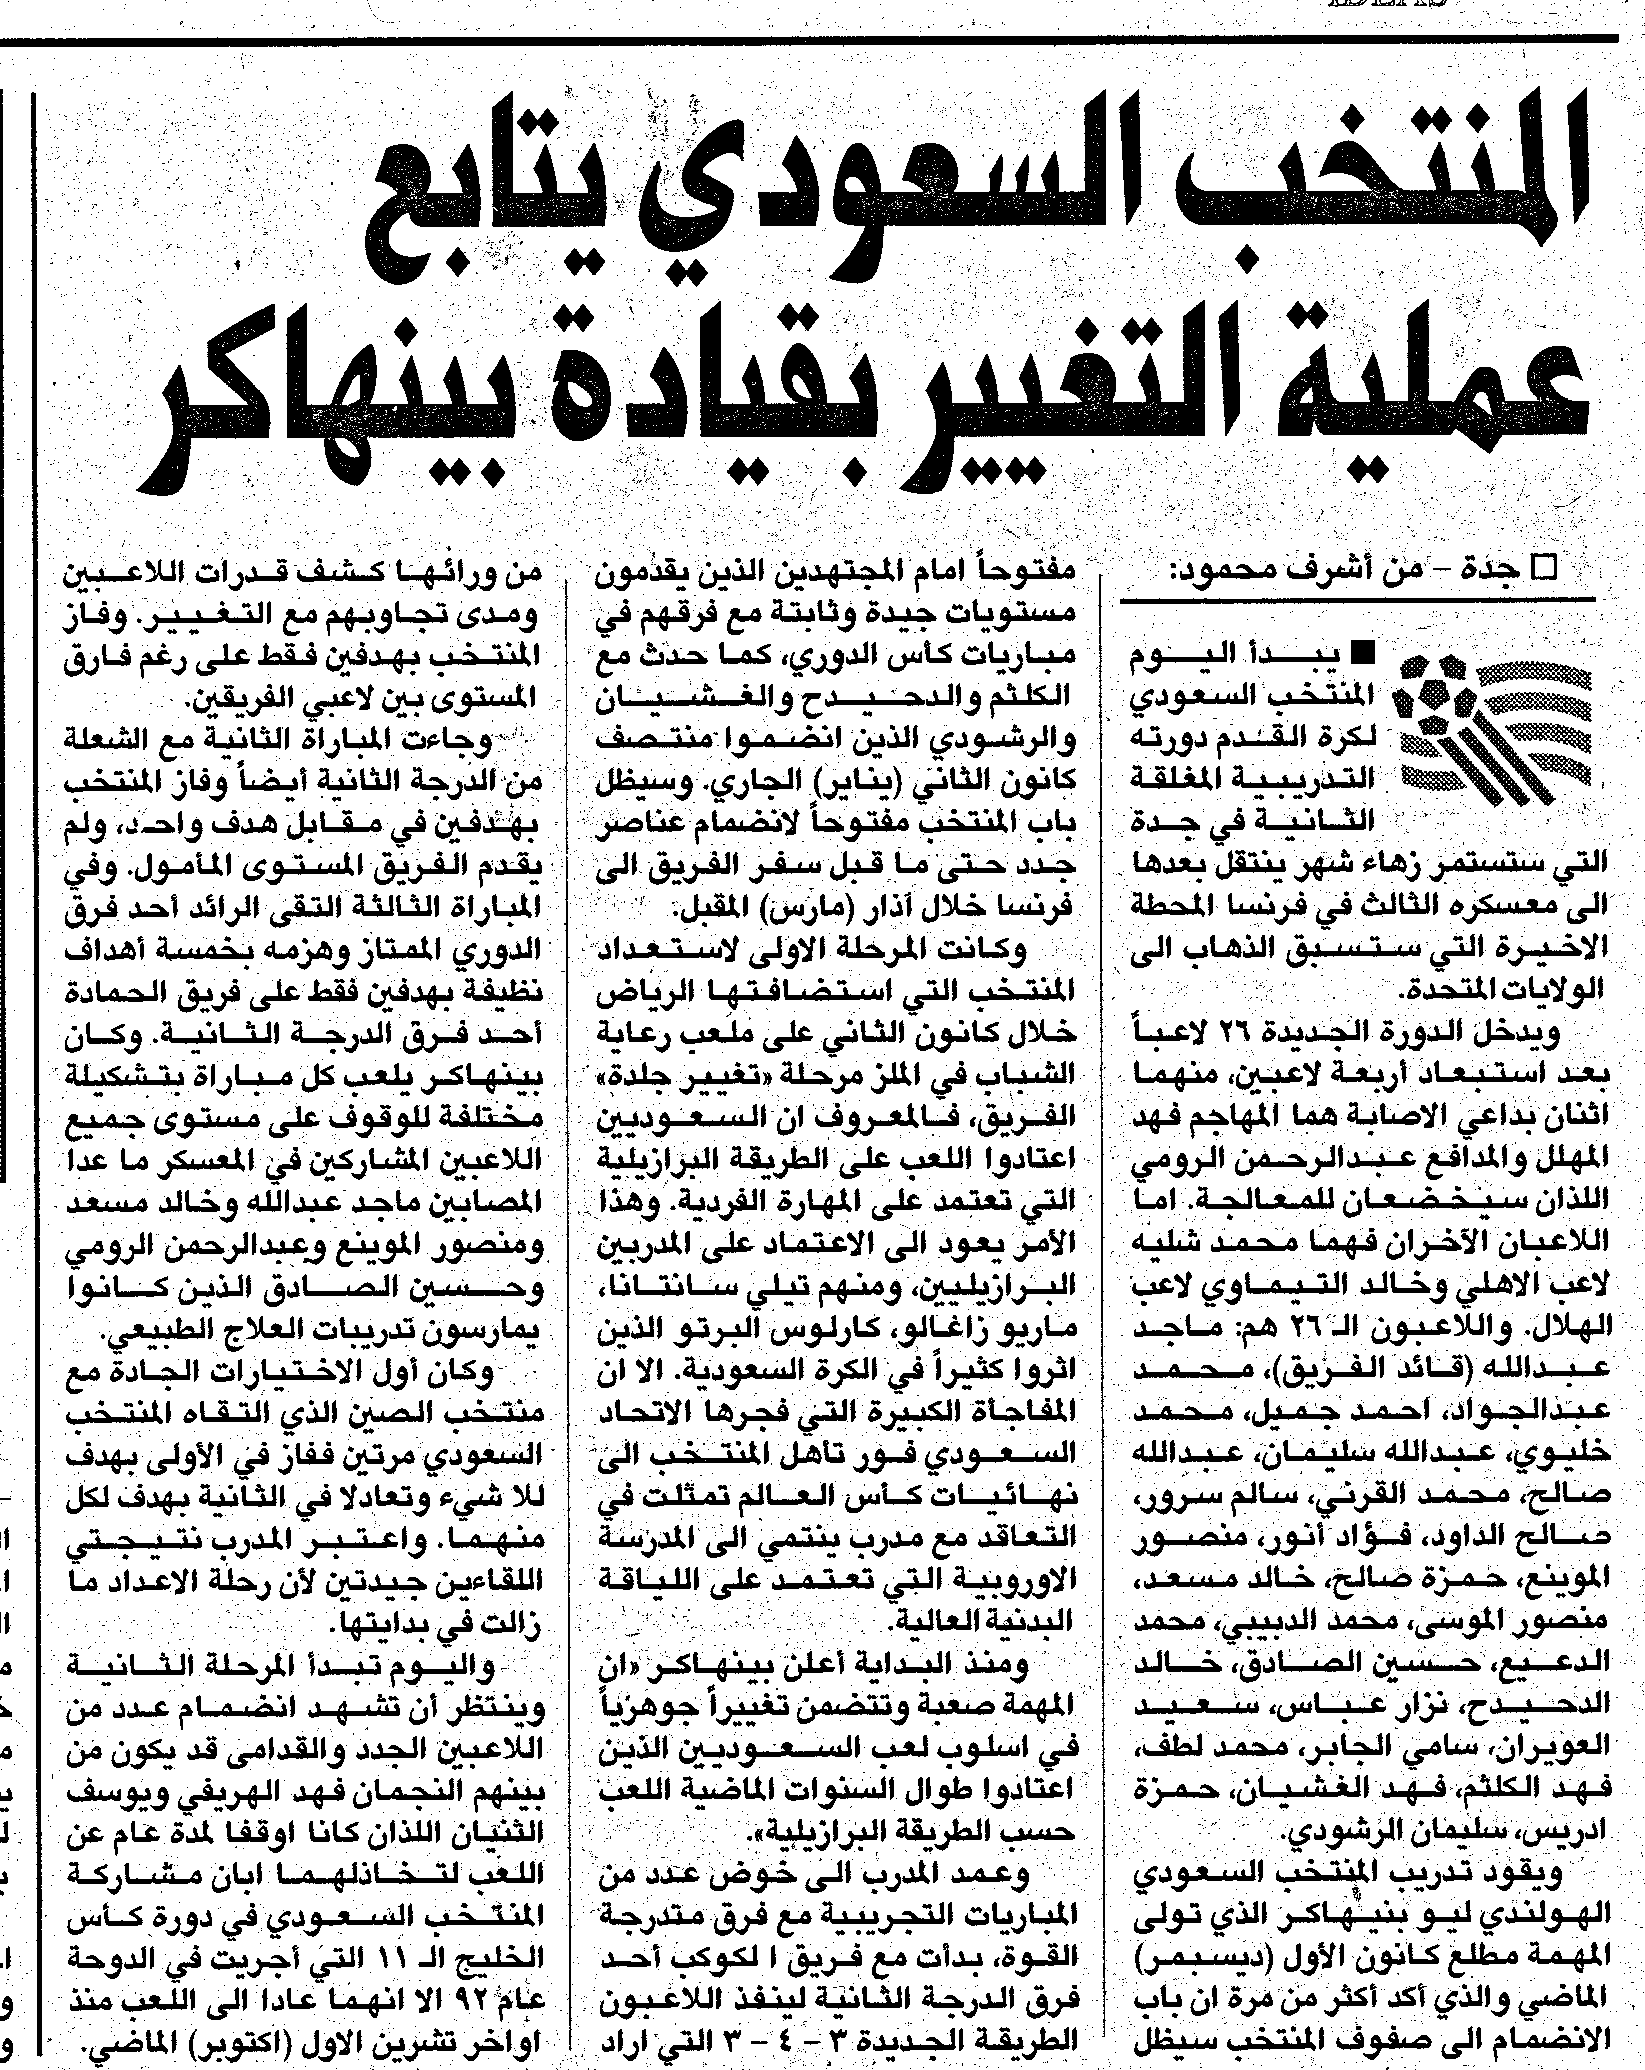 المنتخب السعودي يتابع
عملية التغيير بقيادة بينهاكر
□ جدة – من أشرف محمود:
■ يبدأ اليوم
المنتخب السعودي
لكرة القدم دورته
التدريبية المغلقة
الثانية في جدة
التي ستستمر زهاء شهر ينتقل بعدها
الى معسكره الثالث في فرنسا المحطة
الاخيرة التي ستسبق الذهاب الى
الولايات المتحدة.
ويدخل الدورة الجديدة ٢٦ لاعباً
بعد استبعاد أربعة لاعبين، منهما
اثنان بداعي الاصابة هما المهاجم فهد
المهلل والمدافع عبدالرحمن الرومي
اللذان سيخضعان للمعالجة. اما
اللاعبان الآخران فهما محمد شليه
لاعب الاهلي وخالد التيماوي لاعب
الهلال. واللاعبون الـ ٢٦ هم: ماجد
عبدالله (قائد الفريق)، محمد
عبدالجواد، احمد جميل، محمد
خليوي، عبدالله سليمان، عبدالله
صالح، محمد القرني، سالم سرور،
صالح الداود، فؤاد أنور، منصور
الموينع، حمزة صالح، خالد مسعد،
منصور الموسى، محمد الدبيبي، محمد
الدعيع، حسين الصادق، خالد
الدحيدح، نزار عباس، سعيد
العويران، سامي الجابر، محمد لطف،
فهد الكلثم، فهد الغشيان، حمزة
ادريس، سليمان الرشودي.
ويقود تدريب المنتخب السعودي
الهولندي ليو بنيهاكر الذي تولى
المهمة مطلع كانون الأول (ديسمبر)
الماضي والذي أكد أكثر من مرة ان باب
الانضمام الى صفوف المنتخب سيظل
مفتوحاً امام المجتهدين الذين يقدمون
مستويات جيدة وثابتة مع فرقهم في
مباريات كأس الدوري، كما حدث مع
الكلثم والدحيدح والغشيان
والرشودي الذين انضموا منتصف
كانون الثاني (يناير) الجاري. وسيظل
باب المنتخب مفتوحاً لانضمام عناصر
جدد حتى ما قبل سفر الفريق الى
فرنسا خلال آذار (مارس) المقبل.
وكانت المرحلة الاولى لاستعداد
المنتخب التي استضافتها الرياض
خلال كانون الثاني على ملعب رعاية
الشباب في الملز مرحلة «تغيير جلدة»
الفريق، فالمعروف ان السعوديين
اعتادوا اللعب على الطريقة البرازيلية
التي تعتمد على المهارة الفردية. وهذا
الأمر يعود الى الاعتماد على المدربين
البرازيليين، ومنهم تيلي سانتانا،
ماريو زاغالو، كارلوس البرتو الذين
اثروا كثيراً في الكرة السعودية. الا ان
المفاجأة الكبيرة التي فجرها الاتحاد
السعودي فور تأهل المنتخب الى
نهائيات كأس العالم تمثلت في
التعاقد مع مدرب ينتمي الى المدرسة
الاوروبية التي تعتمد على اللياقة
البدنية العالية.
ومنذ البداية أعلن بينهاكر «ان
المهمة صعبة وتتضمن تغييراً جوهرياً
في اسلوب لعب السعوديين الذين
اعتادوا طوال السنوات الماضية اللعب
حسب الطريقة البرازيلية».
وعمد المدرب الى خوض عدد من
المباريات التجريبية مع فرق متدرجة
القوة، بدأت مع فريق ا لكوكب أحد
فرق الدرجة الثانية لينفذ اللاعبون
الطريقة الجديدة ٣ - ٤ - ٣ التي اراد
من ورائها كشف قدرات اللاعبين
ومدى تجاوبهم مع التغيير. وفاز
المنتخب بهدفين فقط على رغم فارق
المستوى بين لاعبي الفريقين.
وجاءت المباراة الثانية مع الشعلة
من الدرجة الثانية أيضاً وفاز المنتخب
بهدفين في مقابل هدف واحد، ولم
يقدم الفريق المستوى المأمول. وفي
المباراة الثالثة التقى الرائد أحد فرق
الدوري الممتاز وهزمه بخمسة أهداف
نظيفة بهدفين فقط على فريق الحمادة
أحد فرق الدرجة الثانية. وكان
بينهاكر يلعب كل مباراة بتشكيلة
مختلفة للوقوف على مستوى جميع
اللاعبين المشاركين في المعسكر ما عدا
المصابين ماجد عبدالله وخالد مسعد
ومنصور الموينع وعبدالرحمن الرومي
وحسين الصادق الذين كانوا
يمارسون تدريبات العلاج الطبيعي.
وكان أول الاختيارات الجادة مع
منتخب الصين الذي التقاه المنتخب
السعودي مرتين ففاز في الأولى بهدف
للا شيء وتعادلا في الثانية بهدف لكل
منهما. واعتبر المدرب نتيجتي
اللقاءين جيدتين لأن رحلة الاعداد ما
زالت في بدايتها.
واليوم تبدأ المرحلة الثانية
وينتظر أن تشهد انضمام عدد من
اللاعبين الجدد والقدامى قد يكون من
بينهم النجمان فهد الهريفي ويوسف
الثنيان اللذان كانا اوقفا لمدة عام عن
اللعب لتخاذلهما ابان مشاركة
المنتخب السعودي في دورة كأس
الخليج الـ ١١ التي أجريت في الدوحة
عام ٩٢ الا انهما عادا الى اللعب منذ
اواخر تشرين الاول (اكتوبر) الماضي.